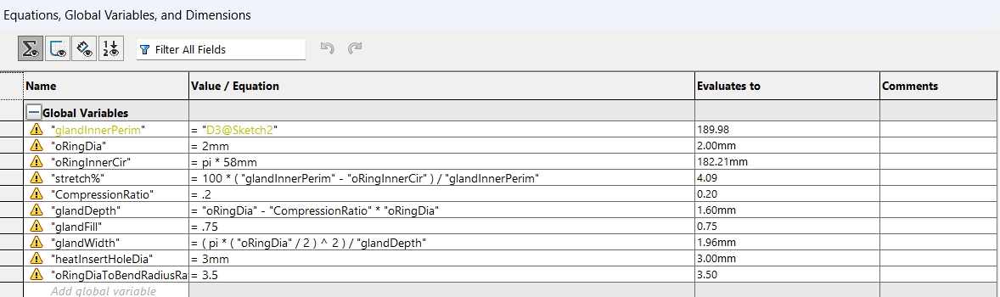 Equations, Global Variables, and Dimensions
Filter All Fields
Name Value / Equation Evaluates to Comments
Global Variables
"glandInnerPerim" = "D3@Sketch2" 189.98
"oRingDia" = 2mm 2.00mm
"oRingInnerCir" = pi * 58mm 182.21mm
"stretch%" = 100 * ( "glandInnerPerim" - "oRingInnerCir" ) / "glandInnerPerim" 4.09
"CompressionRatio" = .2 0.20
"glandDepth" = "oRingDia" - "CompressionRatio" * "oRingDia" 1.60mm
"glandFill" = .75 0.75
"glandWidth" = ( pi * ( "oRingDia" / 2 ) ^ 2 ) / "glandDepth" 1.96mm
"heatInsertHoleDia" = 3mm 3.00mm
"oRingDiaToBendRadiusRa = 3.5 3.50
Add global variable